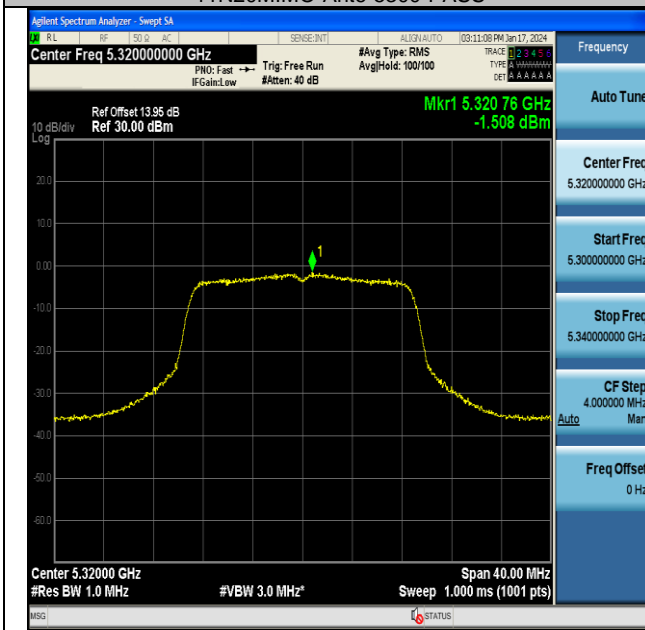 Agilent Spectrum Analyzer - Swept SA
RL RF 50 Ω AC SENSE:INT ALIGN AUTO 03:11:08 PM Jan 17, 2024
Center Freq 5.320000000 GHz
PNO: Fast
IFGain:Low
Trig: Free Run
#Atten: 40 dB
#Avg Type: RMS
Avg|Hold: 100/100
TRACE 1 2 3 4 5 6
TYPE A
DET A A A A A A
Frequency
Auto Tune
Center Freq
5.320000000 GHz
Start Freq
5.300000000 GHz
Stop Freq
5.340000000 GHz
CF Step
4.000000 MHz
Auto Man
Freq Offset
0 Hz
Ref Offset 13.95 dB
Ref 30.00 dBm
10 dB/div
Log
Mkr1 5.320 76 GHz
-1.508 dBm
20.0
10.0
0.00
-10.0
-20.0
-30.0
-40.0
-50.0
-60.0
1
Center 5.32000 GHz
Span 40.00 MHz
#Res BW 1.0 MHz
#VBW 3.0 MHz*
Sweep 1.000 ms (1001 pts)
MSG
STATUS